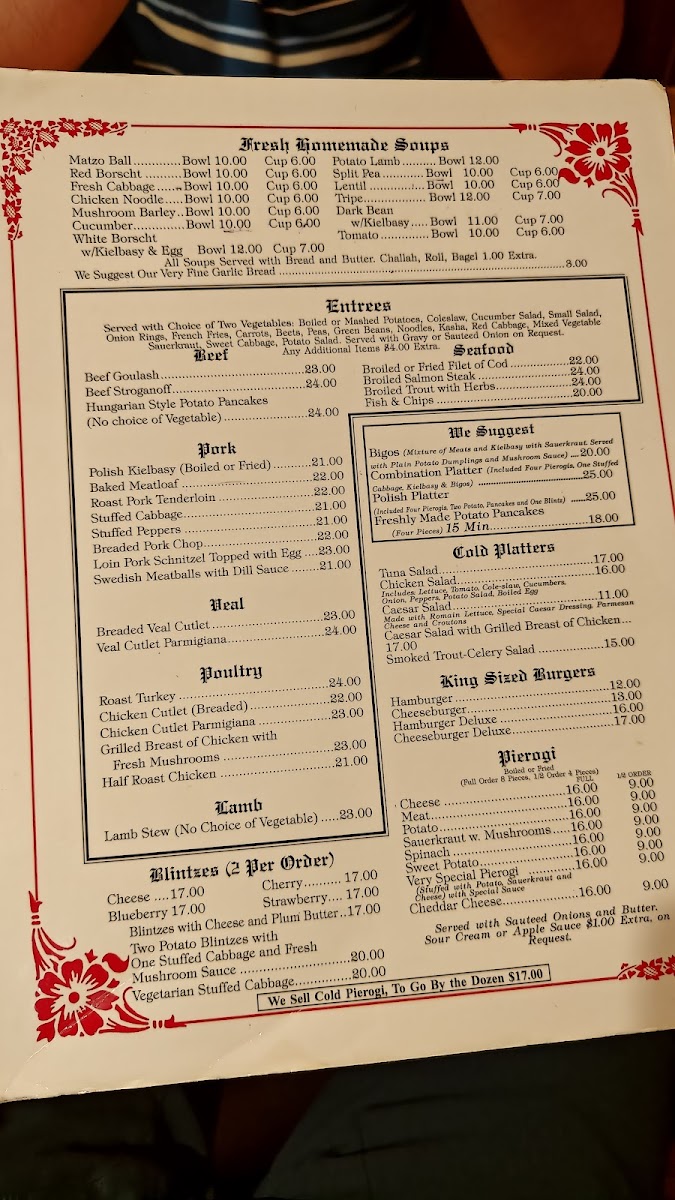 Fresh Homemade Soups
Matzo Ball ............Bowl 10.00 Cup 6.00
Red Borscht ..........Bowl 10.00 Cup 6.00
Fresh Cabbage ......Bowl 10.00 Cup 6.00
Chicken Noodle.....Bowl 10.00 Cup 6.00
Mushroom Barley..Bowl 10.00 Cup 6.00
Cucumber..............Bowl 10.00 Cup 6.00
White Borscht
w/Kielbasy & Egg Bowl 12.00 Cup 7.00
Potato Lamb.......... Bowl 12.00
Split Pea ............. Bowl 10.00 Cup 6.00
Lentil .................. Bowl 10.00 Cup 6.00
Tripe..................... Bowl 12.00 Cup 7.00
Dark Bean
w/Kielbasy ..... Bowl 11.00 Cup 7.00
Tomato ............... Bowl 10.00 Cup 6.00
All Soups Served with Bread and Butter. Challah, Roll, Bagel 1.00 Extra.
We Suggest Our Very Fine Garlic Bread ..........................................3.00
Entrees
Served with Choice of Two Vegetables: Boiled or Mashed Potatoes, Coleslaw, Cucumber Salad, Small Salad,
Onion Rings, French Fries, Carrots, Beets, Peas, Green Beans, Noodles, Kasha, Red Cabbage, Mixed Vegetable
Sauerkraut, Sweet Cabbage, Potato Salad. Served with Gravy or Sauteed Onion on Request.
Any Additional Items $4.00 Extra.
Beef
Beef Goulash..............................23.00
Beef Stroganoff...........................24.00
Hungarian Style Potato Pancakes
(No choice of Vegetable) ....................24.00
Pork
Polish Kielbasy (Boiled or Fried) ..........21.00
Baked Meatloaf ............................22.00
Roast Pork Tenderloin .....................22.00
Stuffed Cabbage............................21.00
Stuffed Peppers ...........................21.00
Breaded Pork Chop..........................22.00
Loin Pork Schnitzel Topped with Egg ....23.00
Swedish Meatballs with Dill Sauce .......21.00
Veal
Breaded Veal Cutlet .......................23.00
Veal Cutlet Parmigiana.....................24.00
Poultry
Roast Turkey ..............................24.00
Chicken Cutlet (Breaded)...................22.00
Chicken Cutlet Parmigiana .................23.00
Grilled Breast of Chicken with
Fresh Mushrooms ...........................23.00
Half Roast Chicken ........................21.00
Lamb
Lamb Stew (No Choice of Vegetable) .....23.00
Seafood
Broiled or Fried Filet of Cod ................22.00
Broiled Salmon Steak .......................24.00
Broiled Trout with Herbs...................24.00
Fish & Chips ..............................20.00
We Suggest
Bigos (Mixture of Meats and Kielbasy with Sauerkraut. Served
with Plain Potato Dumplings and Mushroom Sauce) ...20.00
Combination Platter (Included Four Pierogis, One Stuffed
Cabbage, Kielbasy & Bigos) ................................25.00
Polish Platter
(Included Four Pierogis, Two Potato, Pancakes and One Blintz) ......25.00
Freshly Made Potato Pancakes
(Four Pieces) 15 Min..........................18.00
Cold Platters
Tuna Salad.................................17.00
Chicken Salad..............................16.00
Includes, Lettuce, Tomato, Cole-slaw, Cucumbers,
Onion, Peppers, Potato Salad, Boiled Egg
Caesar Salad...............................11.00
Made with Romain Lettuce, Special Caesar Dressing, Parmesan
Cheese and Croutons
Caesar Salad with Grilled Breast of Chicken...
17.00
Smoked Trout-Celery Salad .................15.00
King Sized Burgers
Hamburger ..................................12.00
Cheeseburger...............................13.00
Hamburger Deluxe ..........................16.00
Cheeseburger Deluxe........................17.00
Pierogi
Boiled or Fried
(Full Order 8 Pieces, 1/2 Order 4 Pieces)
FULL 1/2 ORDER
Cheese ......................16.00 9.00
Meat.........................16.00 9.00
Potato.......................16.00 9.00
Sauerkraut w. Mushrooms.....16.00 9.00
Spinach .....................16.00 9.00
Sweet Potato.................16.00 9.00
Very Special Pierogi ..........16.00 9.00
(Stuffed with Potato, Sauerkraut and
Cheese) with Special Sauce
Cheddar Cheese...............16.00 9.00
Served with Sauteed Onions and Butter.
Sour Cream or Apple Sauce $1.00 Extra, on
Request.
Blintzes (2 Per Order)
Cheese ....17.00 Cherry.......... 17.00
Blueberry 17.00 Strawberry.... 17.00
Blintzes with Cheese and Plum Butter..17.00
Two Potato Blintzes with
One Stuffed Cabbage and Fresh
Mushroom Sauce ............................20.00
Vegetarian Stuffed Cabbage.................20.00
We Sell Cold Pierogi, To Go By the Dozen $17.00